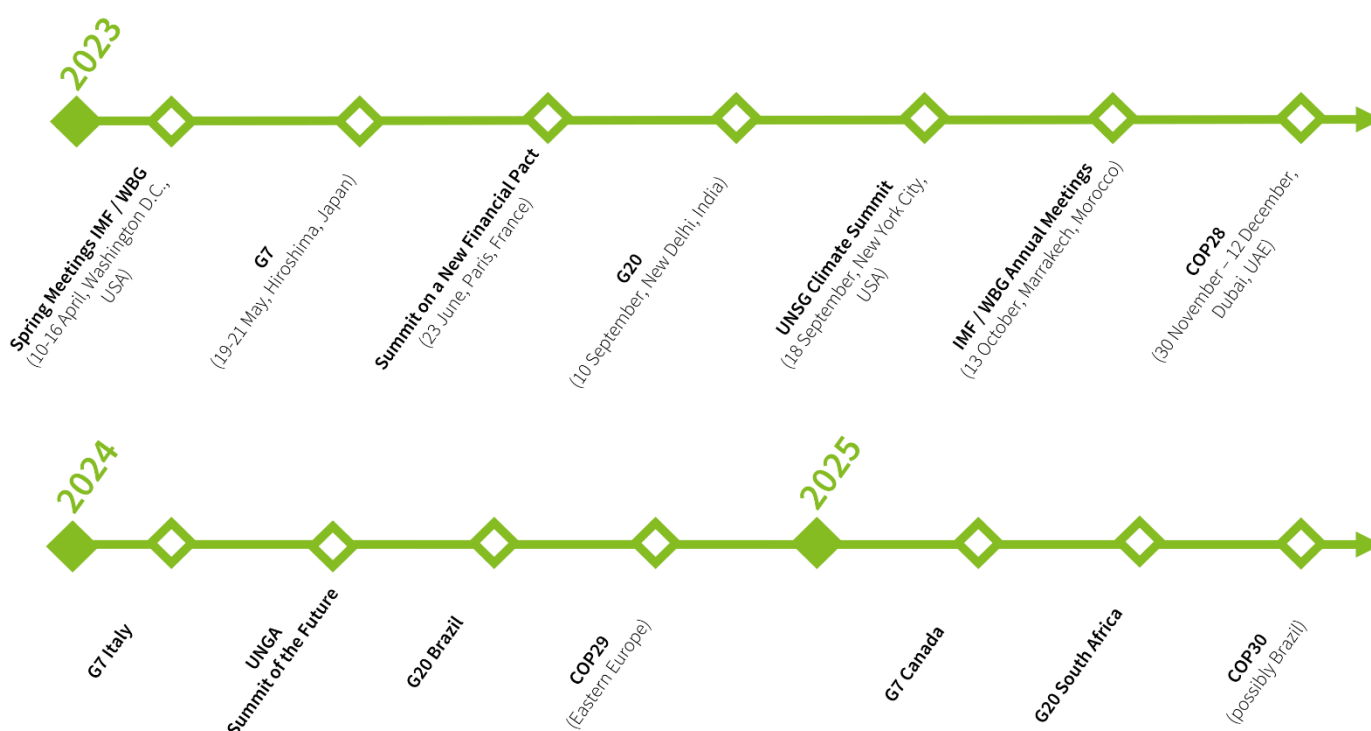 2023
Spring Meetings IMF / WBG
(10-16 April, Washington D.C.,
USA)
G7
(19-21 May, Hiroshima, Japan)
Summit on a New Financial Pact
(23 June, Paris, France)
G20
(10 September, New Delhi, India)
UNSG Climate Summit
(18 September, New York City,
USA)
IMF / WBG Annual Meetings
(13 October, Marrakech, Morocco)
COP28
(30 November – 12 December,
Dubai, UAE)
2024
G7 Italy
UNGA
Summit of the Future
G20 Brazil
COP29
(Eastern Europe)
2025
G7 Canada
G20 South Africa
COP30
(possibly Brazil)